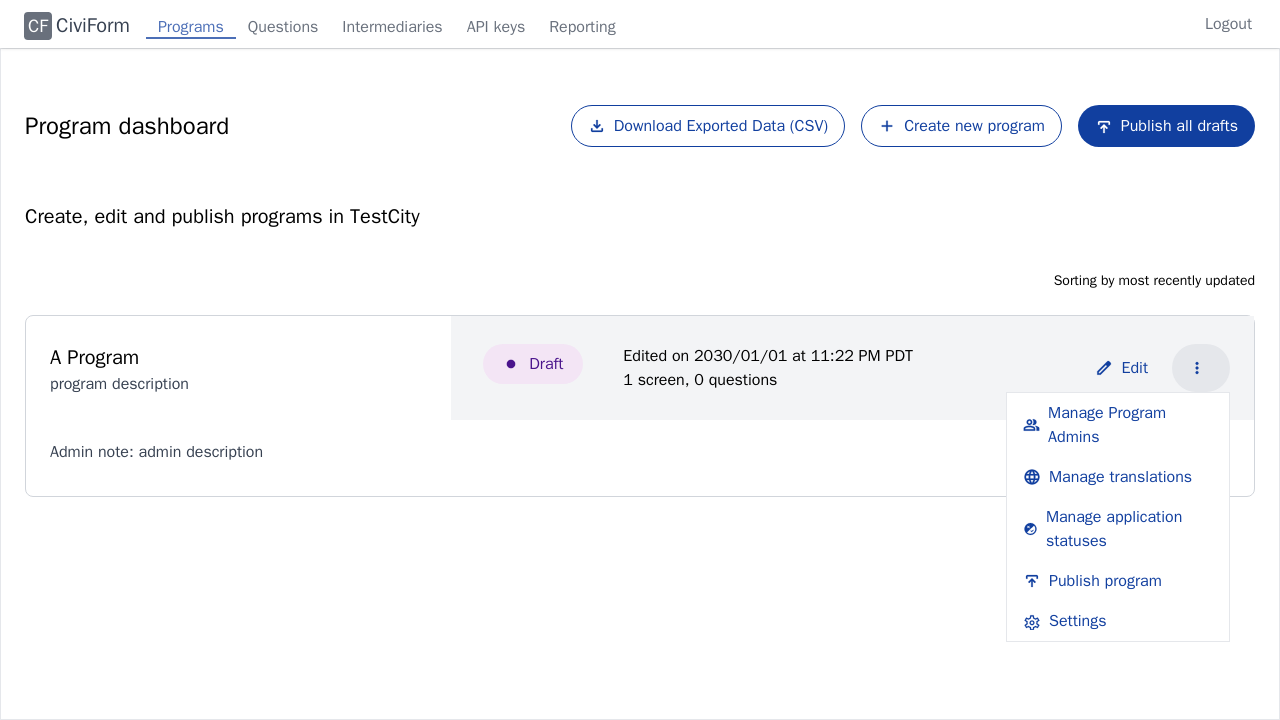 CF CiviForm Programs Questions Intermediaries API keys Reporting Logout
Program dashboard
Download Exported Data (CSV) Create new program Publish all drafts
Create, edit and publish programs in TestCity
Sorting by most recently updated
A Program
program description
Draft
Edited on 2030/01/01 at 11:22 PM PDT
1 screen, 0 questions
Edit
Admin note: admin description
Manage Program
Admins
Manage translations
Manage application
statuses
Publish program
Settings